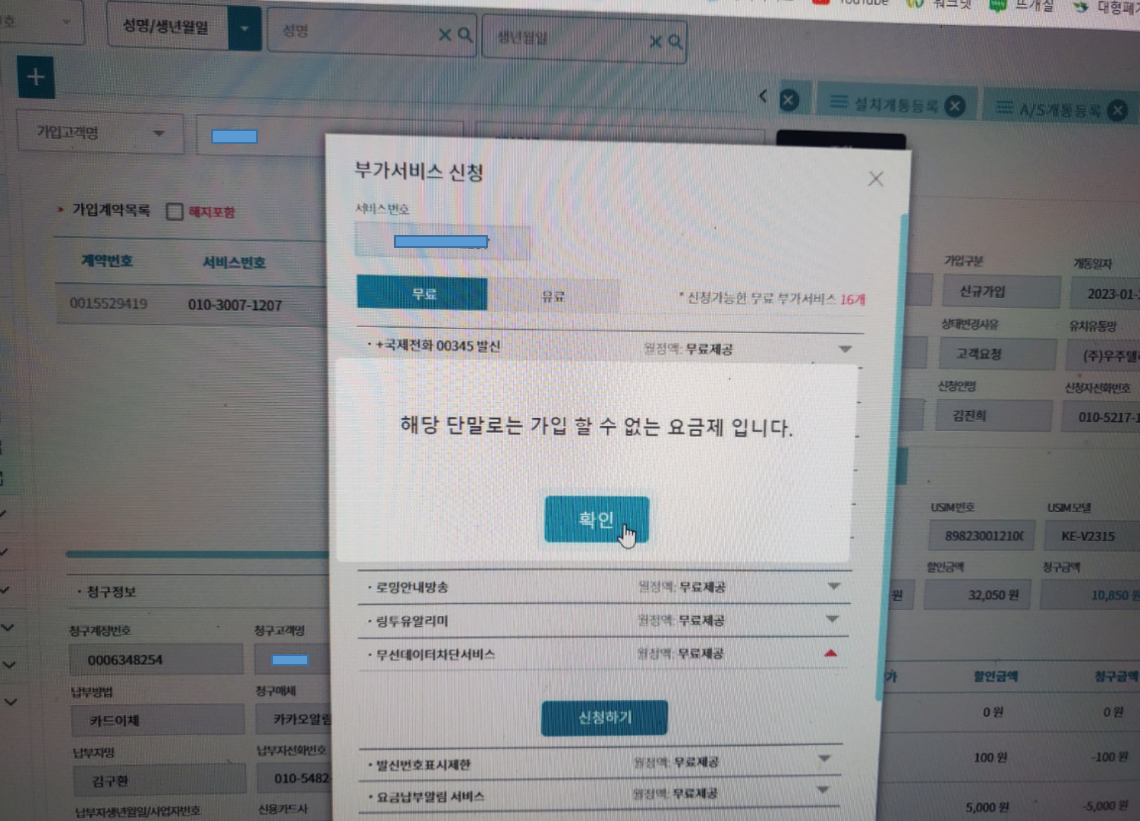 성명/생년월일
성명
생년월일
YouTube
워크넷
뜨개질
설치개통등록
A/S개통등록
가입고객명
가입계약목록
해지포함
계약번호
서비스번호
0015529419
010-3007-1207
부가서비스 신청
서비스번호
무료
유료
* 신청가능한 무료 부가서비스 16개
· +국제전화 00345 발신
월정액: 무료제공
해당 단말로는 가입 할 수 없는 요금제 입니다.
확인
· 로밍안내방송
월정액: 무료제공
· 링투유알리미
월정액: 무료제공
· 무선데이터차단서비스
월정액: 무료제공
신청하기
· 발신번호표시제한
월정액: 무료제공
· 요금납부알림 서비스
월정액: 무료제공
가입구분
개통일자
신규가입
2023-01-
상태변경사유
유치유통망
고객요청
(주)우주텔
신청인명
신청자전화번호
김진희
010-5217-1
USIM번호
USIM모델
89823001210
KE-V2315
할인금액
청구금액
원
32,050 원
10,850 원
가
할인금액
청구금액
0 원
0 원
100 원
-100 원
5,000 원
-5,000 원
· 청구정보
청구계정번호
청구고객명
0006348254
납부방법
청구매체
카드이체
카카오알림
납부자명
납부자전화번호
김구환
010-5482-
납부자생년월일/사업자번호
신용카드사